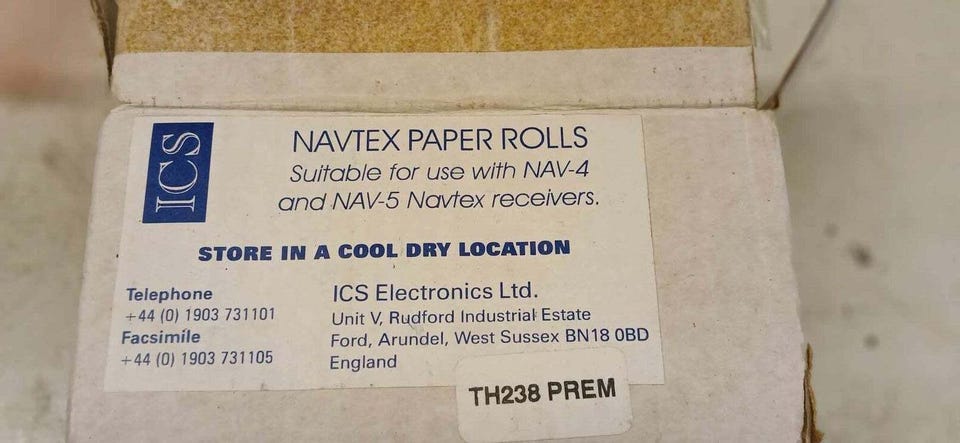 ICS
NAVTEX PAPER ROLLS
Suitable for use with NAV-4
and NAV-5 Navtex receivers.
STORE IN A COOL DRY LOCATION
Telephone
+44 (0) 1903 731101
Facsimile
+44 (0) 1903 731105
ICS Electronics Ltd.
Unit V, Rudford Industrial Estate
Ford, Arundel, West Sussex BN18 0BD
England
TH238 PREM